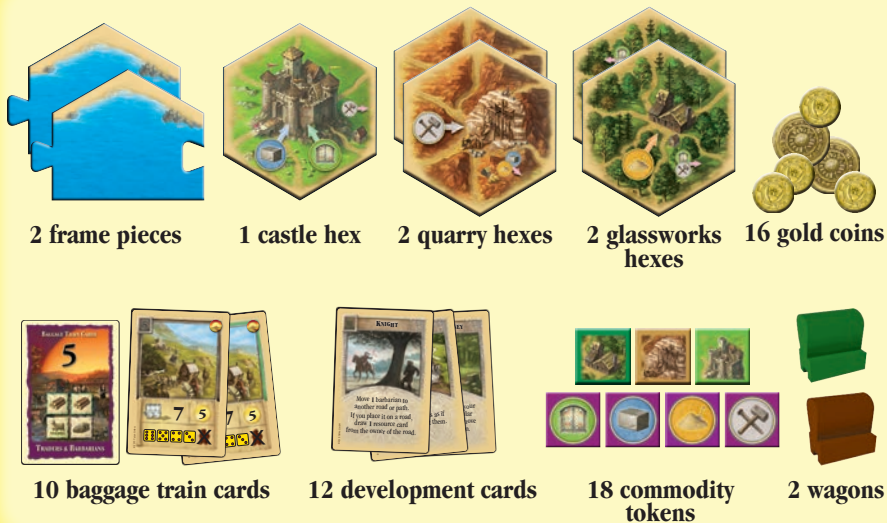 2 frame pieces
1 castle hex
2 quarry hexes
2 glassworks
hexes
16 gold coins
BAGGAGE TRAIN CARDS
5
TRADERS & BARBARIANS
7 5
7 5
KNIGHT
Move 1 barbarian to
another road or path.
If you place it on a road,
draw 1 resource card
from the owner of the road.
as if
them.
10 baggage train cards
12 development cards
18 commodity
tokens
2 wagons